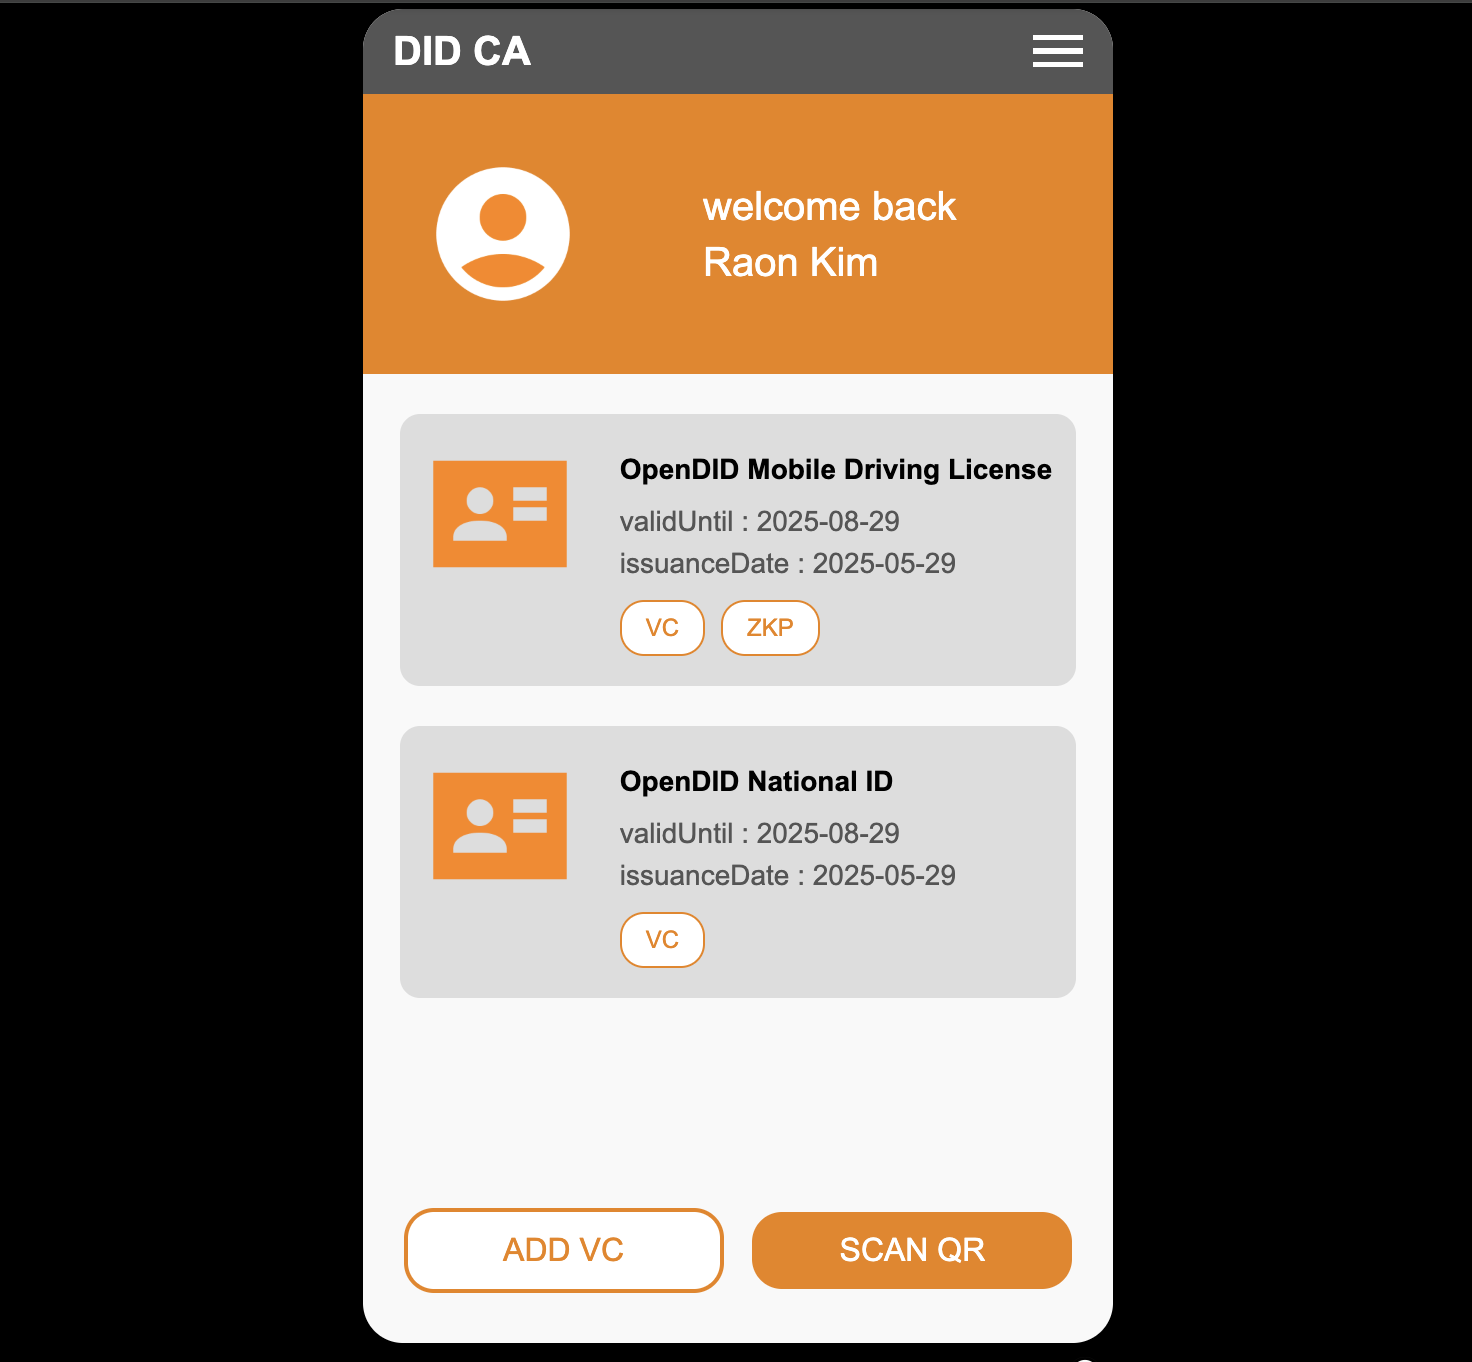 DID CA
welcome back
Raon Kim
OpenDID Mobile Driving License
validUntil : 2025-08-29
issuanceDate : 2025-05-29
VC ZKP
OpenDID National ID
validUntil : 2025-08-29
issuanceDate : 2025-05-29
VC
ADD VC SCAN QR